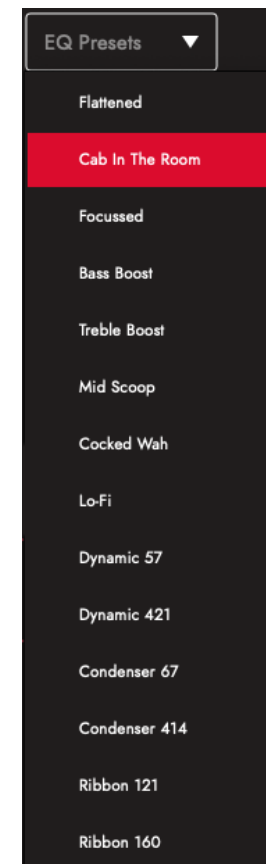 EQ Presets
Flattened
Cab In The Room
Focussed
Bass Boost
Treble Boost
Mid Scoop
Cocked Wah
Lo-Fi
Dynamic 57
Dynamic 421
Condenser 67
Condenser 414
Ribbon 121
Ribbon 160